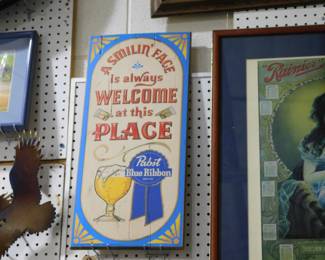 A SMILIN' FACE
Is always
WELCOME
at this
PLACE
Pabst
Blue Ribbon
Rainier